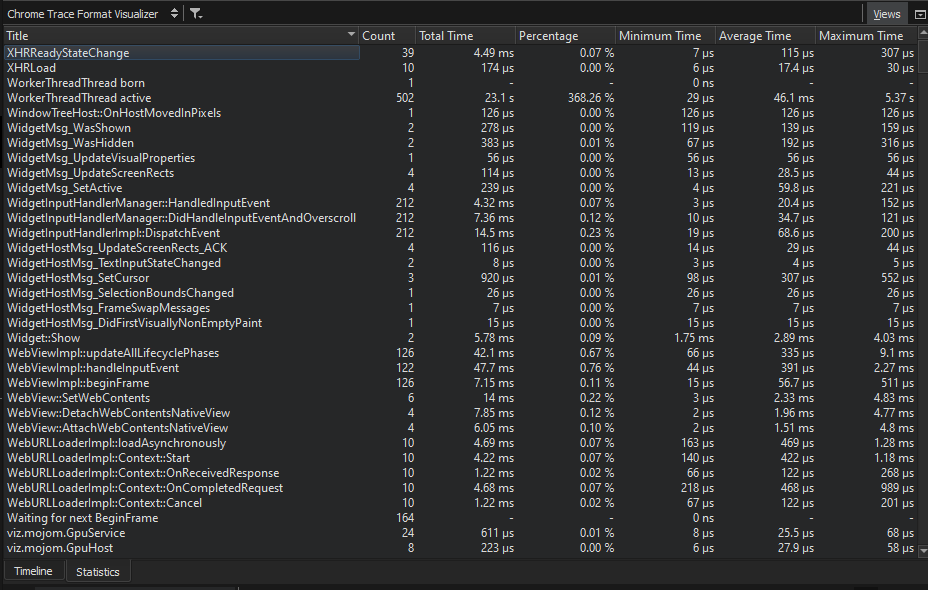 Chrome Trace Format Visualizer Views
Title Count Total Time Percentage Minimum Time Average Time Maximum Time
XHRReadyStateChange 39 4.49 ms 0.07 % 7 µs 115 µs 307 µs
XHRLoad 10 174 µs 0.00 % 6 µs 17.4 µs 30 µs
WorkerThreadThread born 1 - - 0 ns - -
WorkerThreadThread active 502 23.1 s 368.26 % 29 µs 46.1 ms 5.37 s
WindowTreeHost::OnHostMovedInPixels 1 126 µs 0.00 % 126 µs 126 µs 126 µs
WidgetMsg_WasShown 2 278 µs 0.00 % 119 µs 139 µs 159 µs
WidgetMsg_WasHidden 2 383 µs 0.01 % 67 µs 192 µs 316 µs
WidgetMsg_UpdateVisualProperties 1 56 µs 0.00 % 56 µs 56 µs 56 µs
WidgetMsg_UpdateScreenRects 4 114 µs 0.00 % 13 µs 28.5 µs 44 µs
WidgetMsg_SetActive 4 239 µs 0.00 % 4 µs 59.8 µs 221 µs
WidgetInputHandlerManager::HandledInputEvent 212 4.32 ms 0.07 % 3 µs 20.4 µs 152 µs
WidgetInputHandlerManager::DidHandleInputEventAndOverscroll 212 7.36 ms 0.12 % 10 µs 34.7 µs 121 µs
WidgetInputHandlerImpl::DispatchEvent 212 14.5 ms 0.23 % 19 µs 68.6 µs 200 µs
WidgetHostMsg_UpdateScreenRects_ACK 4 116 µs 0.00 % 14 µs 29 µs 44 µs
WidgetHostMsg_TextInputStateChanged 2 8 µs 0.00 % 3 µs 4 µs 5 µs
WidgetHostMsg_SetCursor 3 920 µs 0.01 % 98 µs 307 µs 552 µs
WidgetHostMsg_SelectionBoundsChanged 1 26 µs 0.00 % 26 µs 26 µs 26 µs
WidgetHostMsg_FrameSwapMessages 1 7 µs 0.00 % 7 µs 7 µs 7 µs
WidgetHostMsg_DidFirstVisuallyNonEmptyPaint 1 15 µs 0.00 % 15 µs 15 µs 15 µs
Widget::Show 2 5.78 ms 0.09 % 1.75 ms 2.89 ms 4.03 ms
WebViewImpl::updateAllLifecyclePhases 126 42.1 ms 0.67 % 66 µs 335 µs 9.1 ms
WebViewImpl::handleInputEvent 122 47.7 ms 0.76 % 44 µs 391 µs 2.27 ms
WebViewImpl::beginFrame 126 7.15 ms 0.11 % 15 µs 56.7 µs 511 µs
WebView::SetWebContents 6 14 ms 0.22 % 3 µs 2.33 ms 4.83 ms
WebView::DetachWebContentsNativeView 4 7.85 ms 0.12 % 2 µs 1.96 ms 4.77 ms
WebView::AttachWebContentsNativeView 4 6.05 ms 0.10 % 2 µs 1.51 ms 4.8 ms
WebURLLoaderImpl::loadAsynchronously 10 4.69 ms 0.07 % 163 µs 469 µs 1.28 ms
WebURLLoaderImpl::Context::Start 10 4.22 ms 0.07 % 140 µs 422 µs 1.18 ms
WebURLLoaderImpl::Context::OnReceivedResponse 10 1.22 ms 0.02 % 66 µs 122 µs 268 µs
WebURLLoaderImpl::Context::OnCompletedRequest 10 4.68 ms 0.07 % 218 µs 468 µs 989 µs
WebURLLoaderImpl::Context::Cancel 10 1.22 ms 0.02 % 67 µs 122 µs 201 µs
Waiting for next BeginFrame 164 - - 0 ns - -
viz.mojom.GpuService 24 611 µs 0.01 % 8 µs 25.5 µs 68 µs
viz.mojom.GpuHost 8 223 µs 0.00 % 6 µs 27.9 µs 58 µs
Timeline Statistics